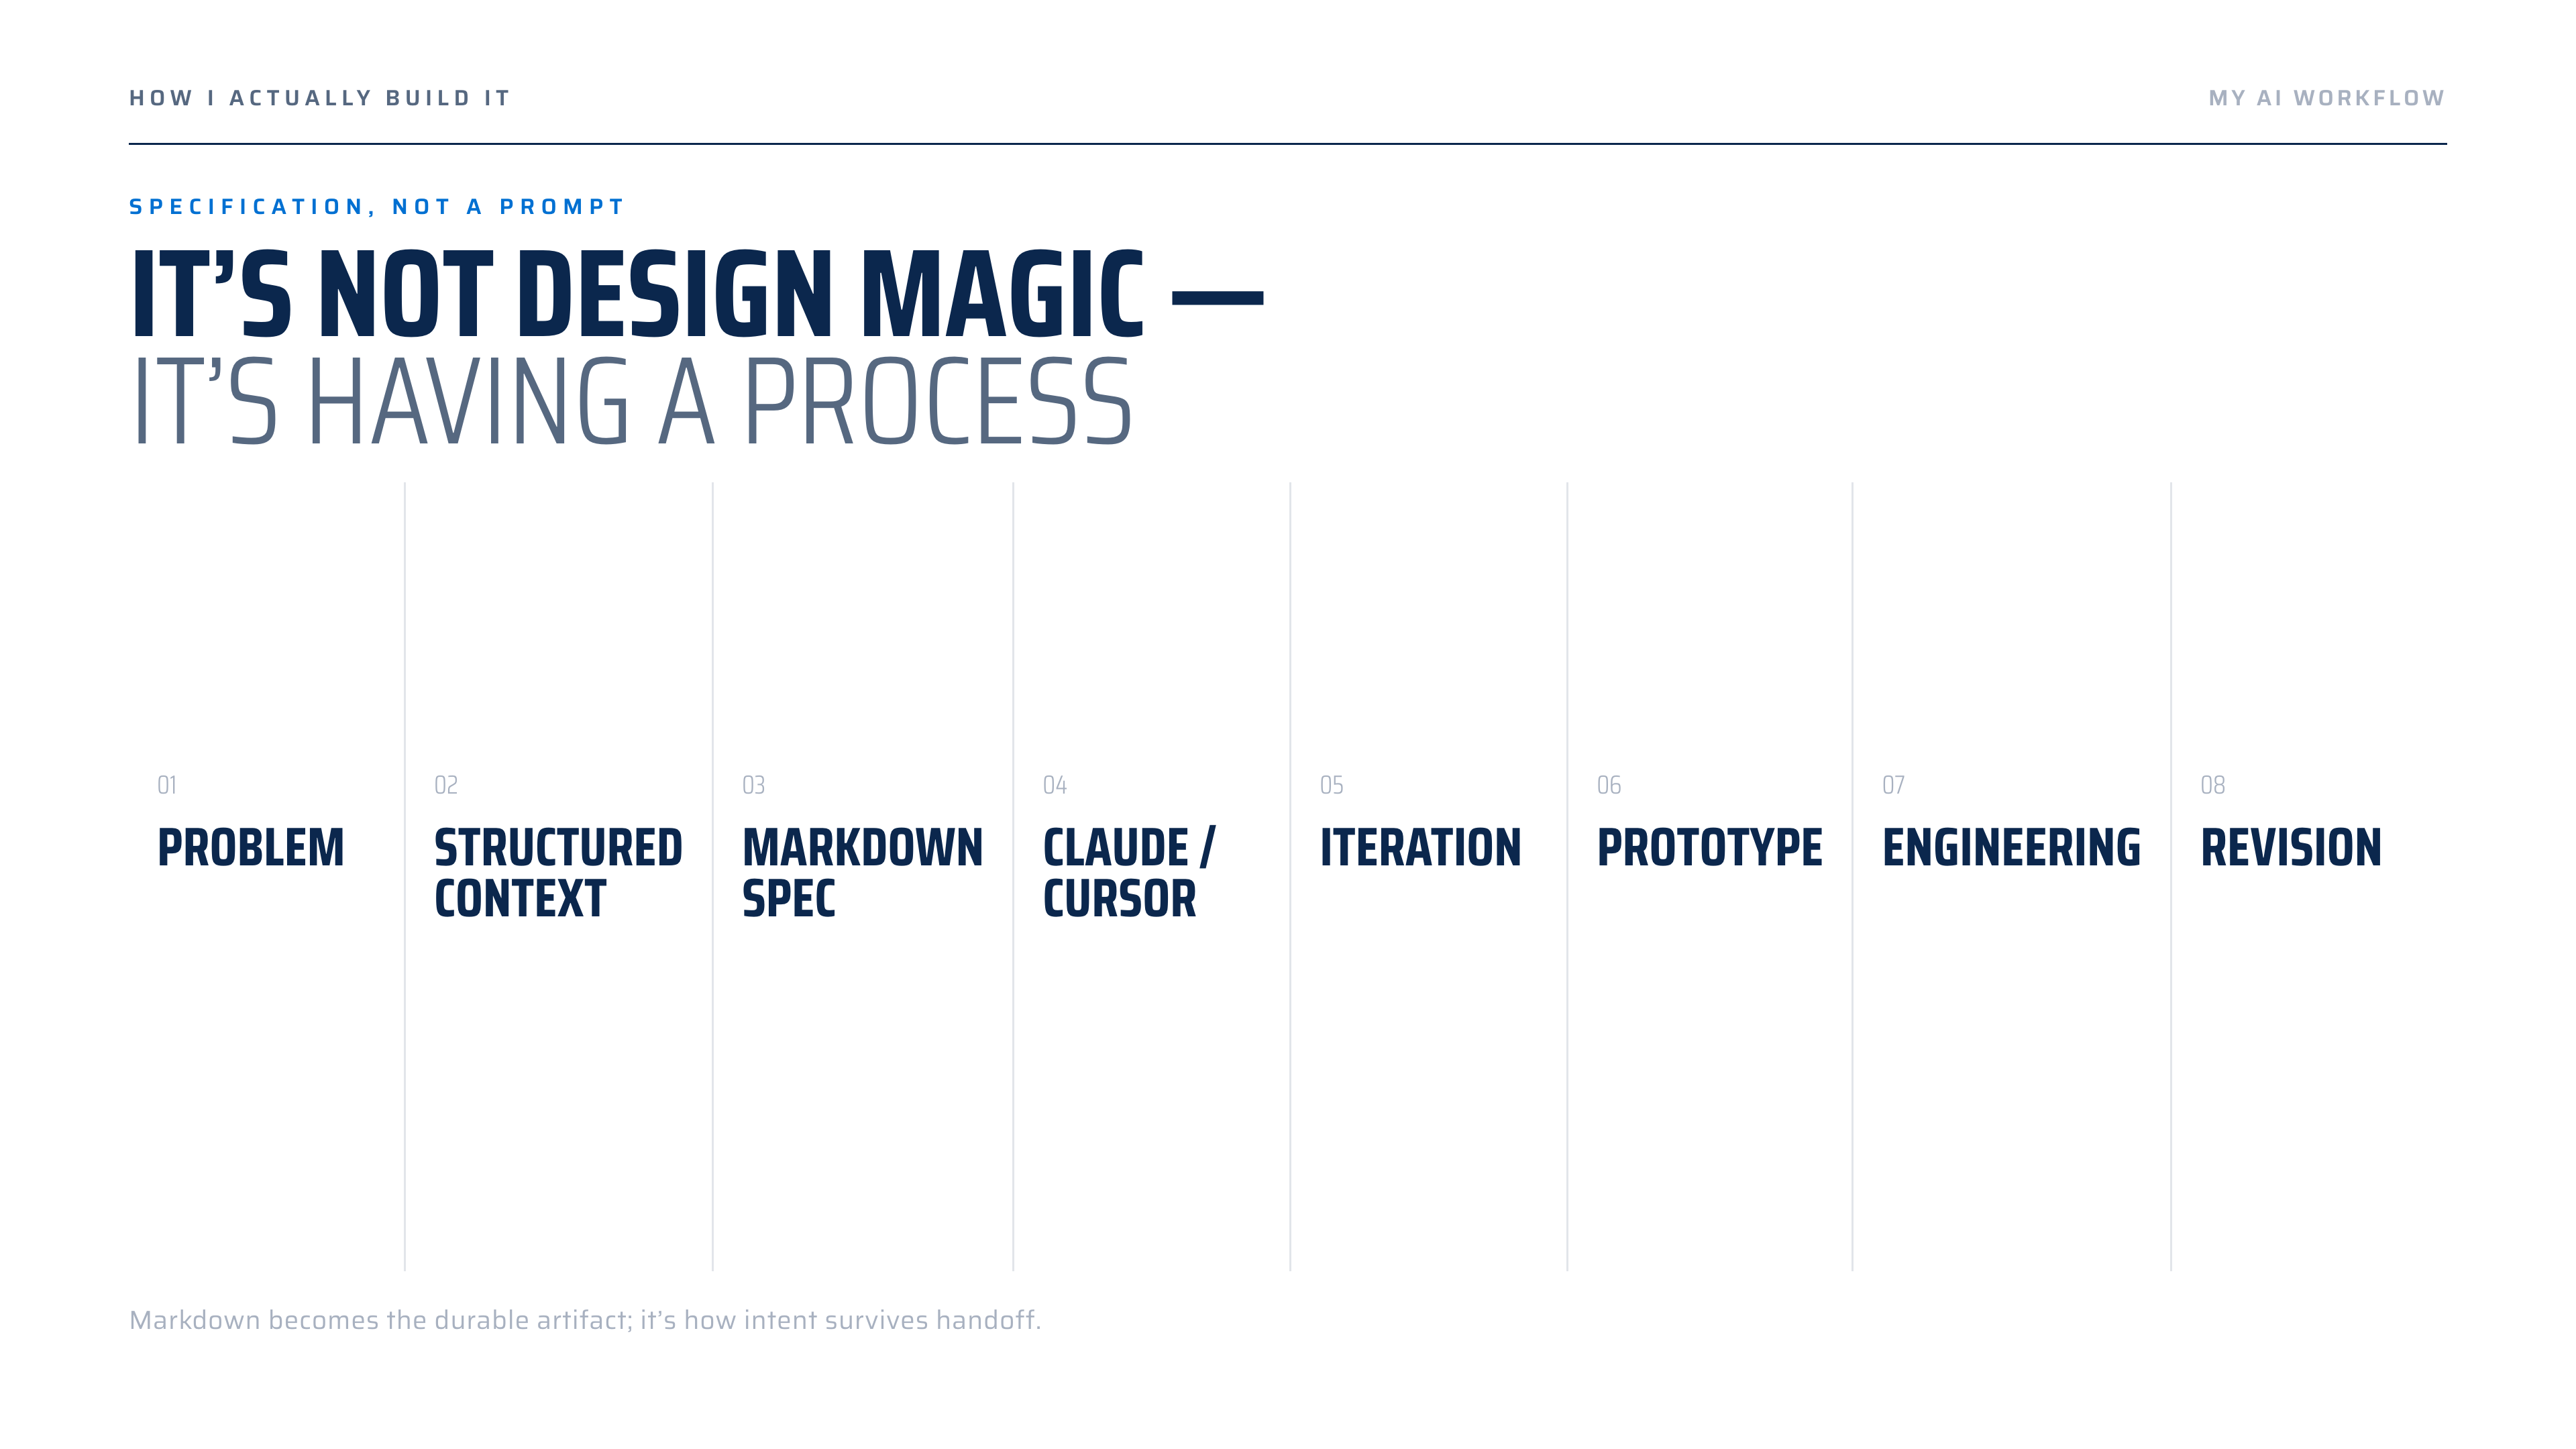 HOW I ACTUALLY BUILD IT
MY AI WORKFLOW
SPECIFICATION, NOT A PROMPT
IT’S NOT DESIGN MAGIC —
IT’S HAVING A PROCESS
01
PROBLEM
02
STRUCTURED
CONTEXT
03
MARKDOWN
SPEC
04
CLAUDE /
CURSOR
05
ITERATION
06
PROTOTYPE
07
ENGINEERING
08
REVISION
Markdown becomes the durable artifact; it’s how intent survives handoff.